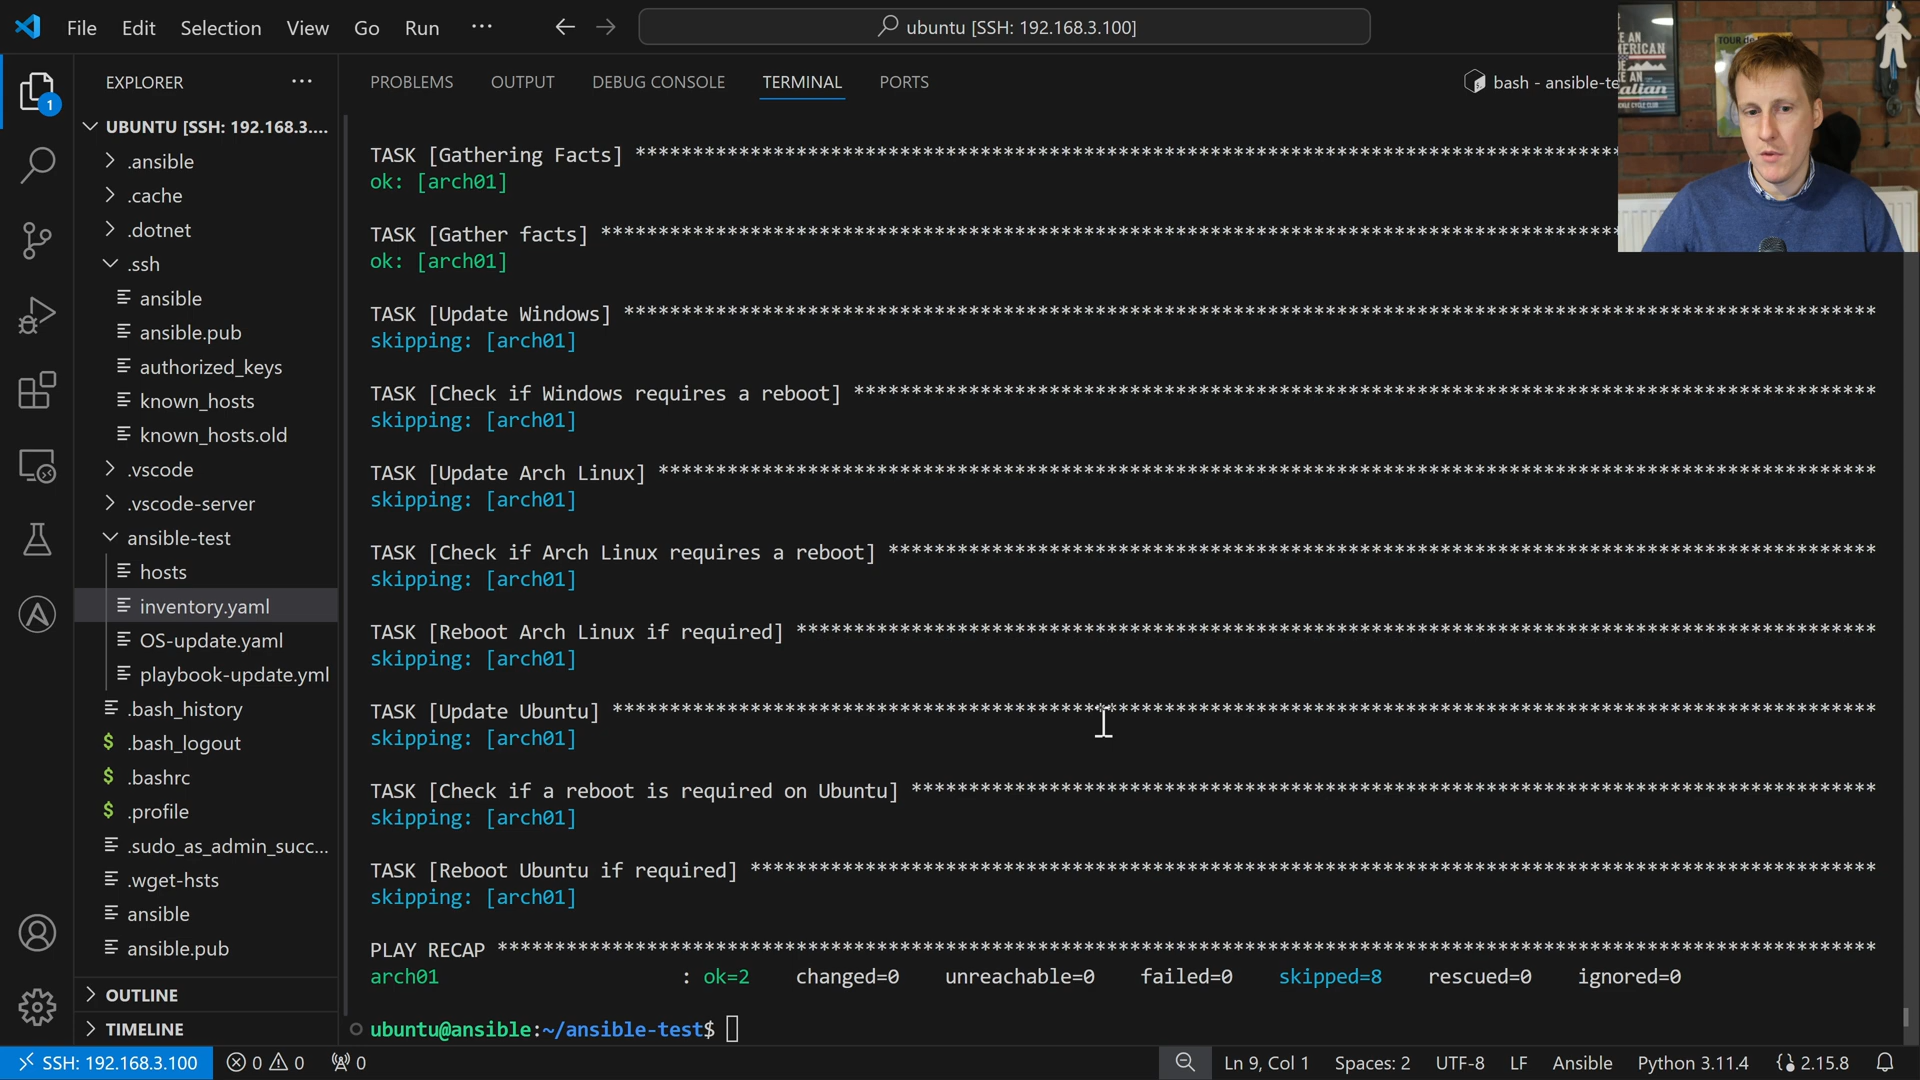 File Edit Selection View Go Run ...
ubuntu [SSH: 192.168.3.100]
EXPLORER
PROBLEMS OUTPUT DEBUG CONSOLE TERMINAL PORTS
bash - ansible-te
1
UBUNTU [SSH: 192.168.3....
.ansible
.cache
.dotnet
.ssh
ansible
ansible.pub
authorized_keys
known_hosts
known_hosts.old
.vscode
.vscode-server
ansible-test
hosts
inventory.yaml
OS-update.yaml
playbook-update.yml
.bash_history
.bash_logout
.bashrc
.profile
.sudo_as_admin_succ...
.wget-hsts
ansible
ansible.pub
OUTLINE
TIMELINE
TASK [Gathering Facts] ****************************************************************************************
ok: [arch01]
TASK [Gather facts] ****************************************************************************************
ok: [arch01]
TASK [Update Windows] ****************************************************************************************
skipping: [arch01]
TASK [Check if Windows requires a reboot] ****************************************************************************************
skipping: [arch01]
TASK [Update Arch Linux] ****************************************************************************************
skipping: [arch01]
TASK [Check if Arch Linux requires a reboot] ****************************************************************************************
skipping: [arch01]
TASK [Reboot Arch Linux if required] ****************************************************************************************
skipping: [arch01]
TASK [Update Ubuntu] ****************************************************************************************
skipping: [arch01]
TASK [Check if a reboot is required on Ubuntu] ****************************************************************************************
skipping: [arch01]
TASK [Reboot Ubuntu if required] ****************************************************************************************
skipping: [arch01]
PLAY RECAP ****************************************************************************************
arch01 : ok=2 changed=0 unreachable=0 failed=0 skipped=8 rescued=0 ignored=0
ubuntu@ansible:~/ansible-test$
SSH: 192.168.3.100 0 0 0 Ln 9, Col 1 Spaces: 2 UTF-8 LF Ansible Python 3.11.4 2.15.8